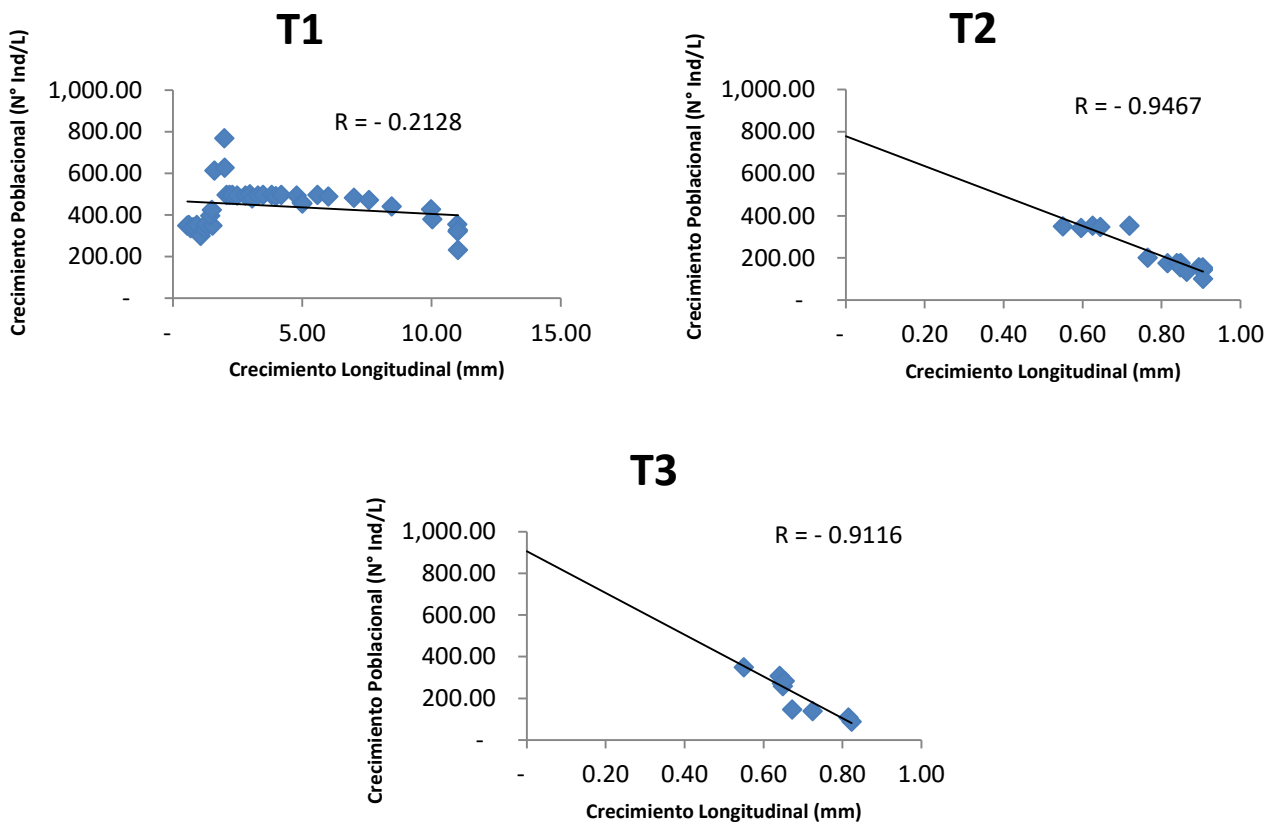 T1
Crecimiento Poblacional (N° Ind/L)
1,000.00
800.00
600.00
400.00
200.00
-
R = - 0.2128
- 5.00 10.00 15.00
Crecimiento Longitudinal (mm)
T2
Crecimiento Poblacional (N° Ind/L)
1,000.00
800.00
600.00
400.00
200.00
-
R = - 0.9467
- 0.20 0.40 0.60 0.80 1.00
Crecimiento Longitudinal (mm)
T3
Crecimiento Poblacional (N° Ind/L)
1,000.00
800.00
600.00
400.00
200.00
-
R = - 0.9116
- 0.20 0.40 0.60 0.80 1.00
Crecimiento Longitudinal (mm)